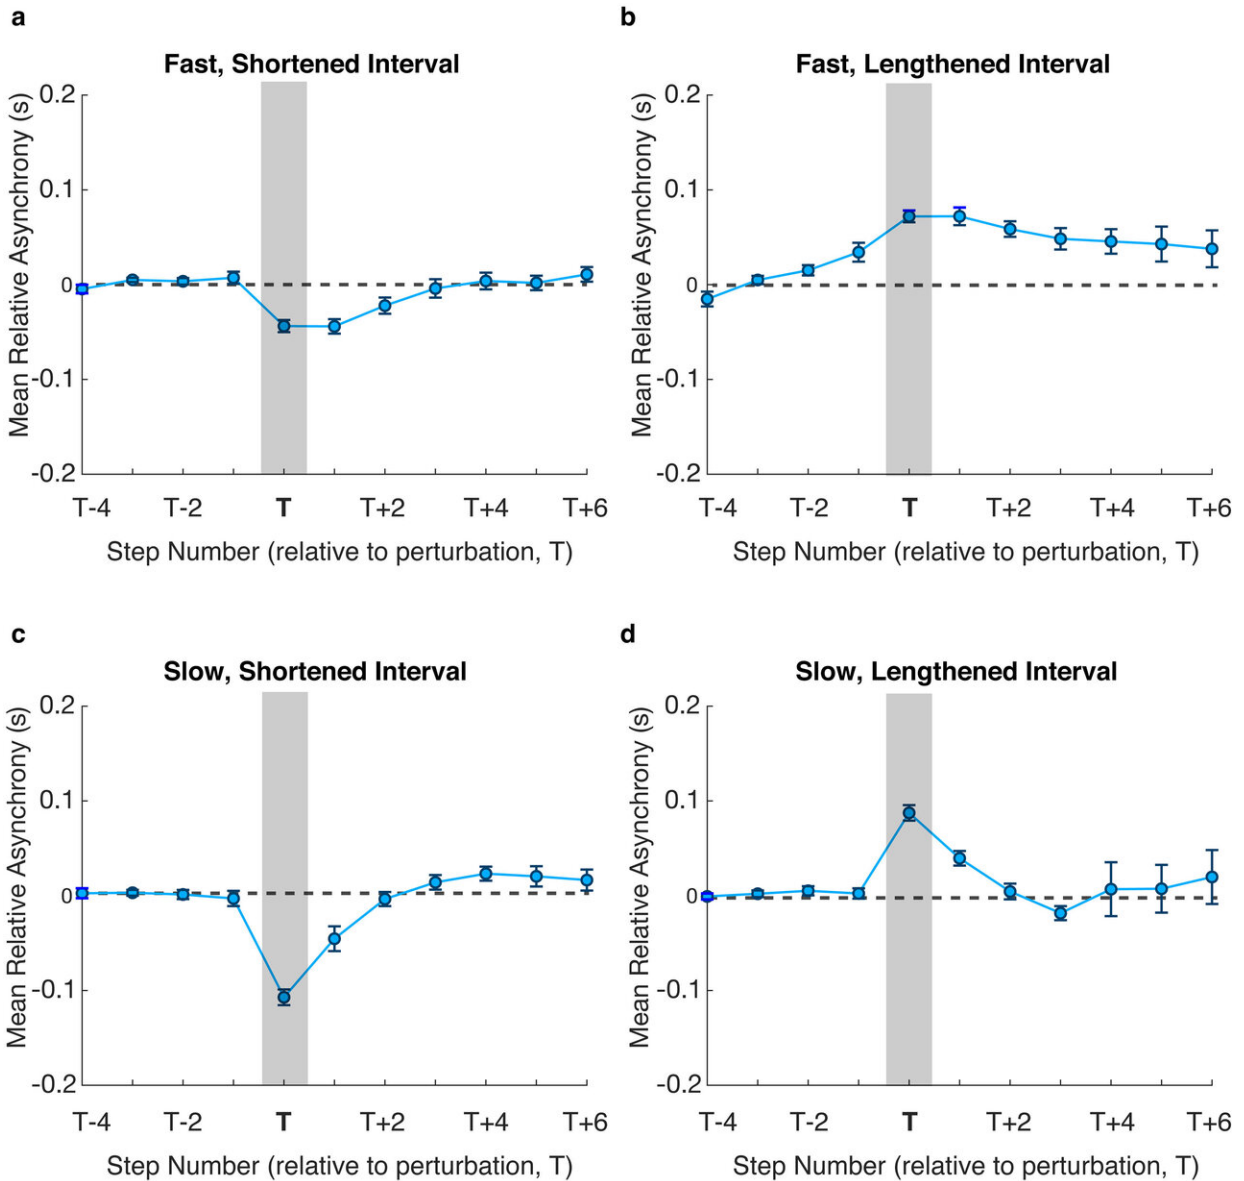 a
Fast, Shortened Interval
Mean Relative Asynchrony (s)
0.2
0.1
0
-0.1
-0.2
T-4 T-2 T T+2 T+4 T+6
Step Number (relative to perturbation, T)
b
Fast, Lengthened Interval
Mean Relative Asynchrony (s)
0.2
0.1
0
-0.1
-0.2
T-4 T-2 T T+2 T+4 T+6
Step Number (relative to perturbation, T)
c
Slow, Shortened Interval
Mean Relative Asynchrony (s)
0.2
0.1
0
-0.1
-0.2
T-4 T-2 T T+2 T+4 T+6
Step Number (relative to perturbation, T)
d
Slow, Lengthened Interval
Mean Relative Asynchrony (s)
0.2
0.1
0
-0.1
-0.2
T-4 T-2 T T+2 T+4 T+6
Step Number (relative to perturbation, T)